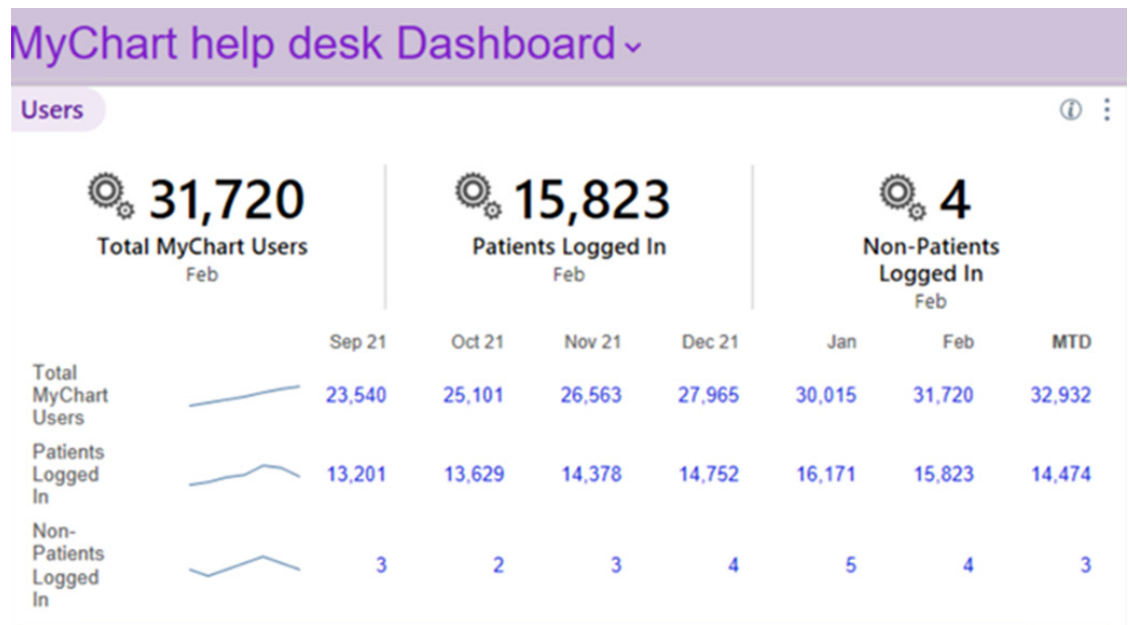 MyChart help desk Dashboard
Users
31,720
Total MyChart Users
Feb
15,823
Patients Logged In
Feb
4
Non-Patients
Logged In
Feb
Sep 21 Oct 21 Nov 21 Dec 21 Jan Feb MTD
Total
MyChart
Users
23,540 25,101 26,563 27,965 30,015 31,720 32,932
Patients
Logged
In
13,201 13,629 14,378 14,752 16,171 15,823 14,474
Non-
Patients
Logged
In
3 2 3 4 5 4 3